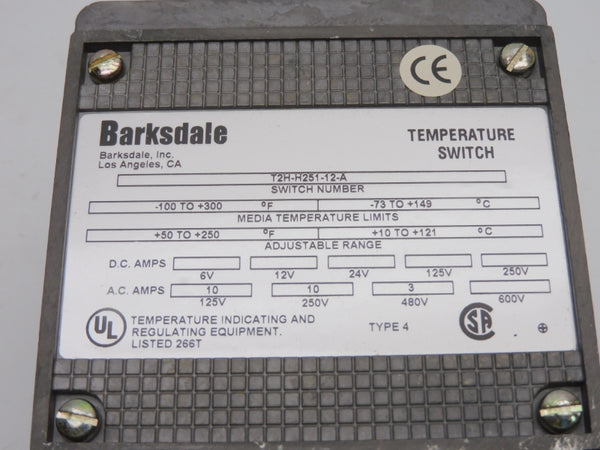 CE
Barksdale
Barksdale, Inc.
Los Angeles, CA
TEMPERATURE
SWITCH
T2H-H251-12-A
SWITCH NUMBER
-100 TO +300 °F -73 TO +149 °C
MEDIA TEMPERATURE LIMITS
+50 TO +250 °F +10 TO +121 °C
ADJUSTABLE RANGE
D.C. AMPS
6V 12V 24V 125V 250V
A.C. AMPS 10 10 3
125V 250V 480V 600V
UL
TEMPERATURE INDICATING AND
REGULATING EQUIPMENT.
LISTED 266T
TYPE 4
SA